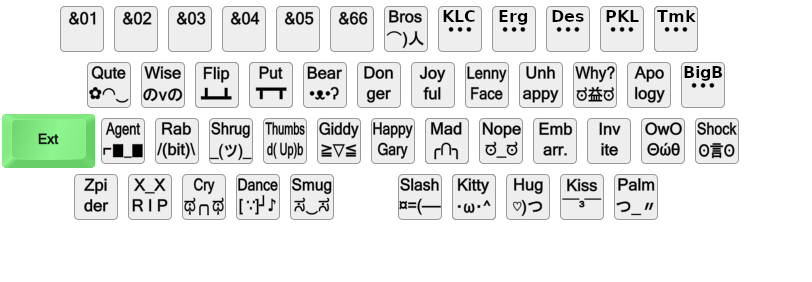 &01 &02 &03 &04 &05 &66 Bros KLC Erg Des PKL Tmk
⌒)人 ••• ••• ••• ••• •••
Qute Wise Flip Put Bear Don Joy Lenny Unh Why? Apo BigB
✿◠‿ のvの ┻━┻ ┳━┳ •ᴥ•ʔ ger ful Face appy ಠ益ಠ logy •••
Ext
Agent Rab Shrug Thumbs Giddy Happy Mad Nope Emb Inv OwO Shock
⌐■_■ /(bit)\ _(ツ)_ d( Up)b ≧▽≦ Gary ╭∩╮ ಠ_ಠ arr. ite Θώθ ʘ言ʘ
Zpi X_X Cry Dance Smug Slash Kitty Hug Kiss Palm
der R I P ಥ╭╮ಥ [ ∵]┘♪ ಸ‿ಸ ¤=(— ·ω·^ ♡)つ ￣³￣ つ_〃